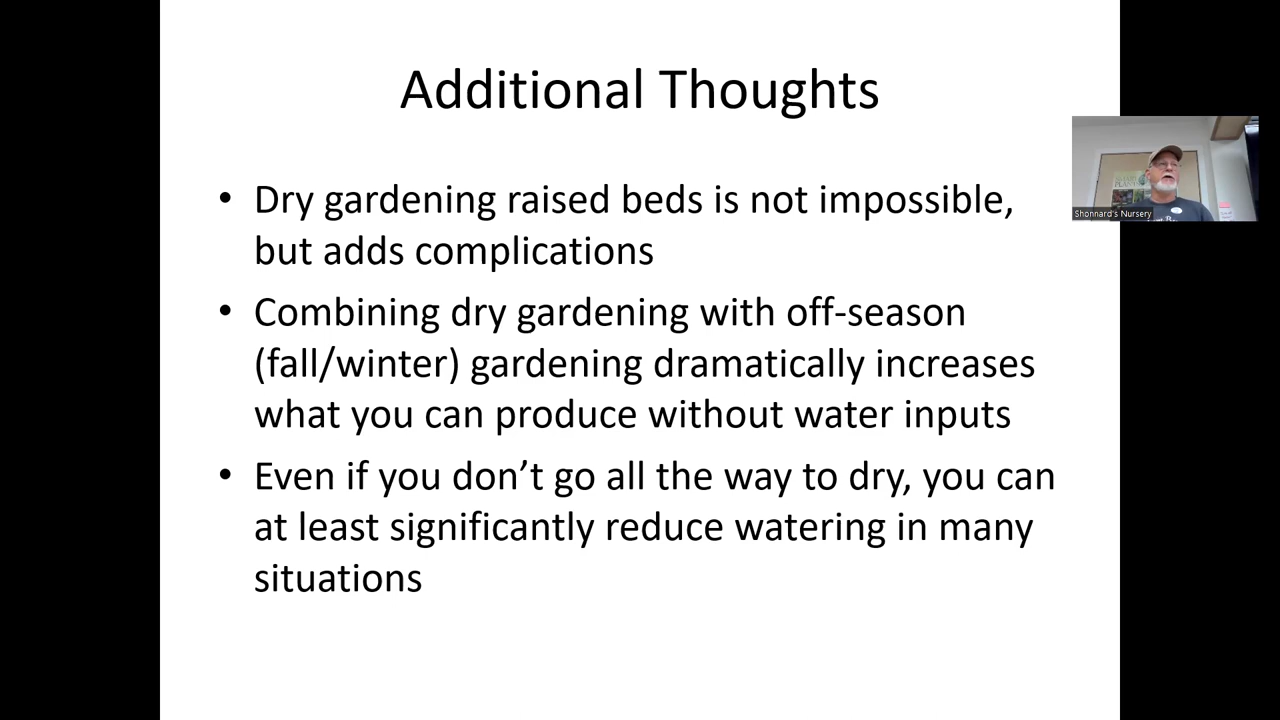 Additional Thoughts
• Dry gardening raised beds is not impossible,
but adds complications
• Combining dry gardening with off-season
(fall/winter) gardening dramatically increases
what you can produce without water inputs
• Even if you don’t go all the way to dry, you can
at least significantly reduce watering in many
situations
Shonnard's Nursery